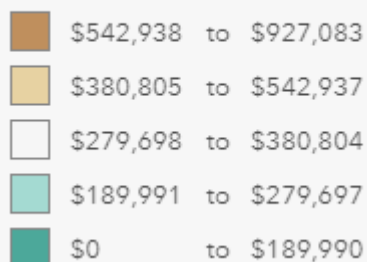 $542,938 to $927,083
$380,805 to $542,937
$279,698 to $380,804
$189,991 to $279,697
$0 to $189,990